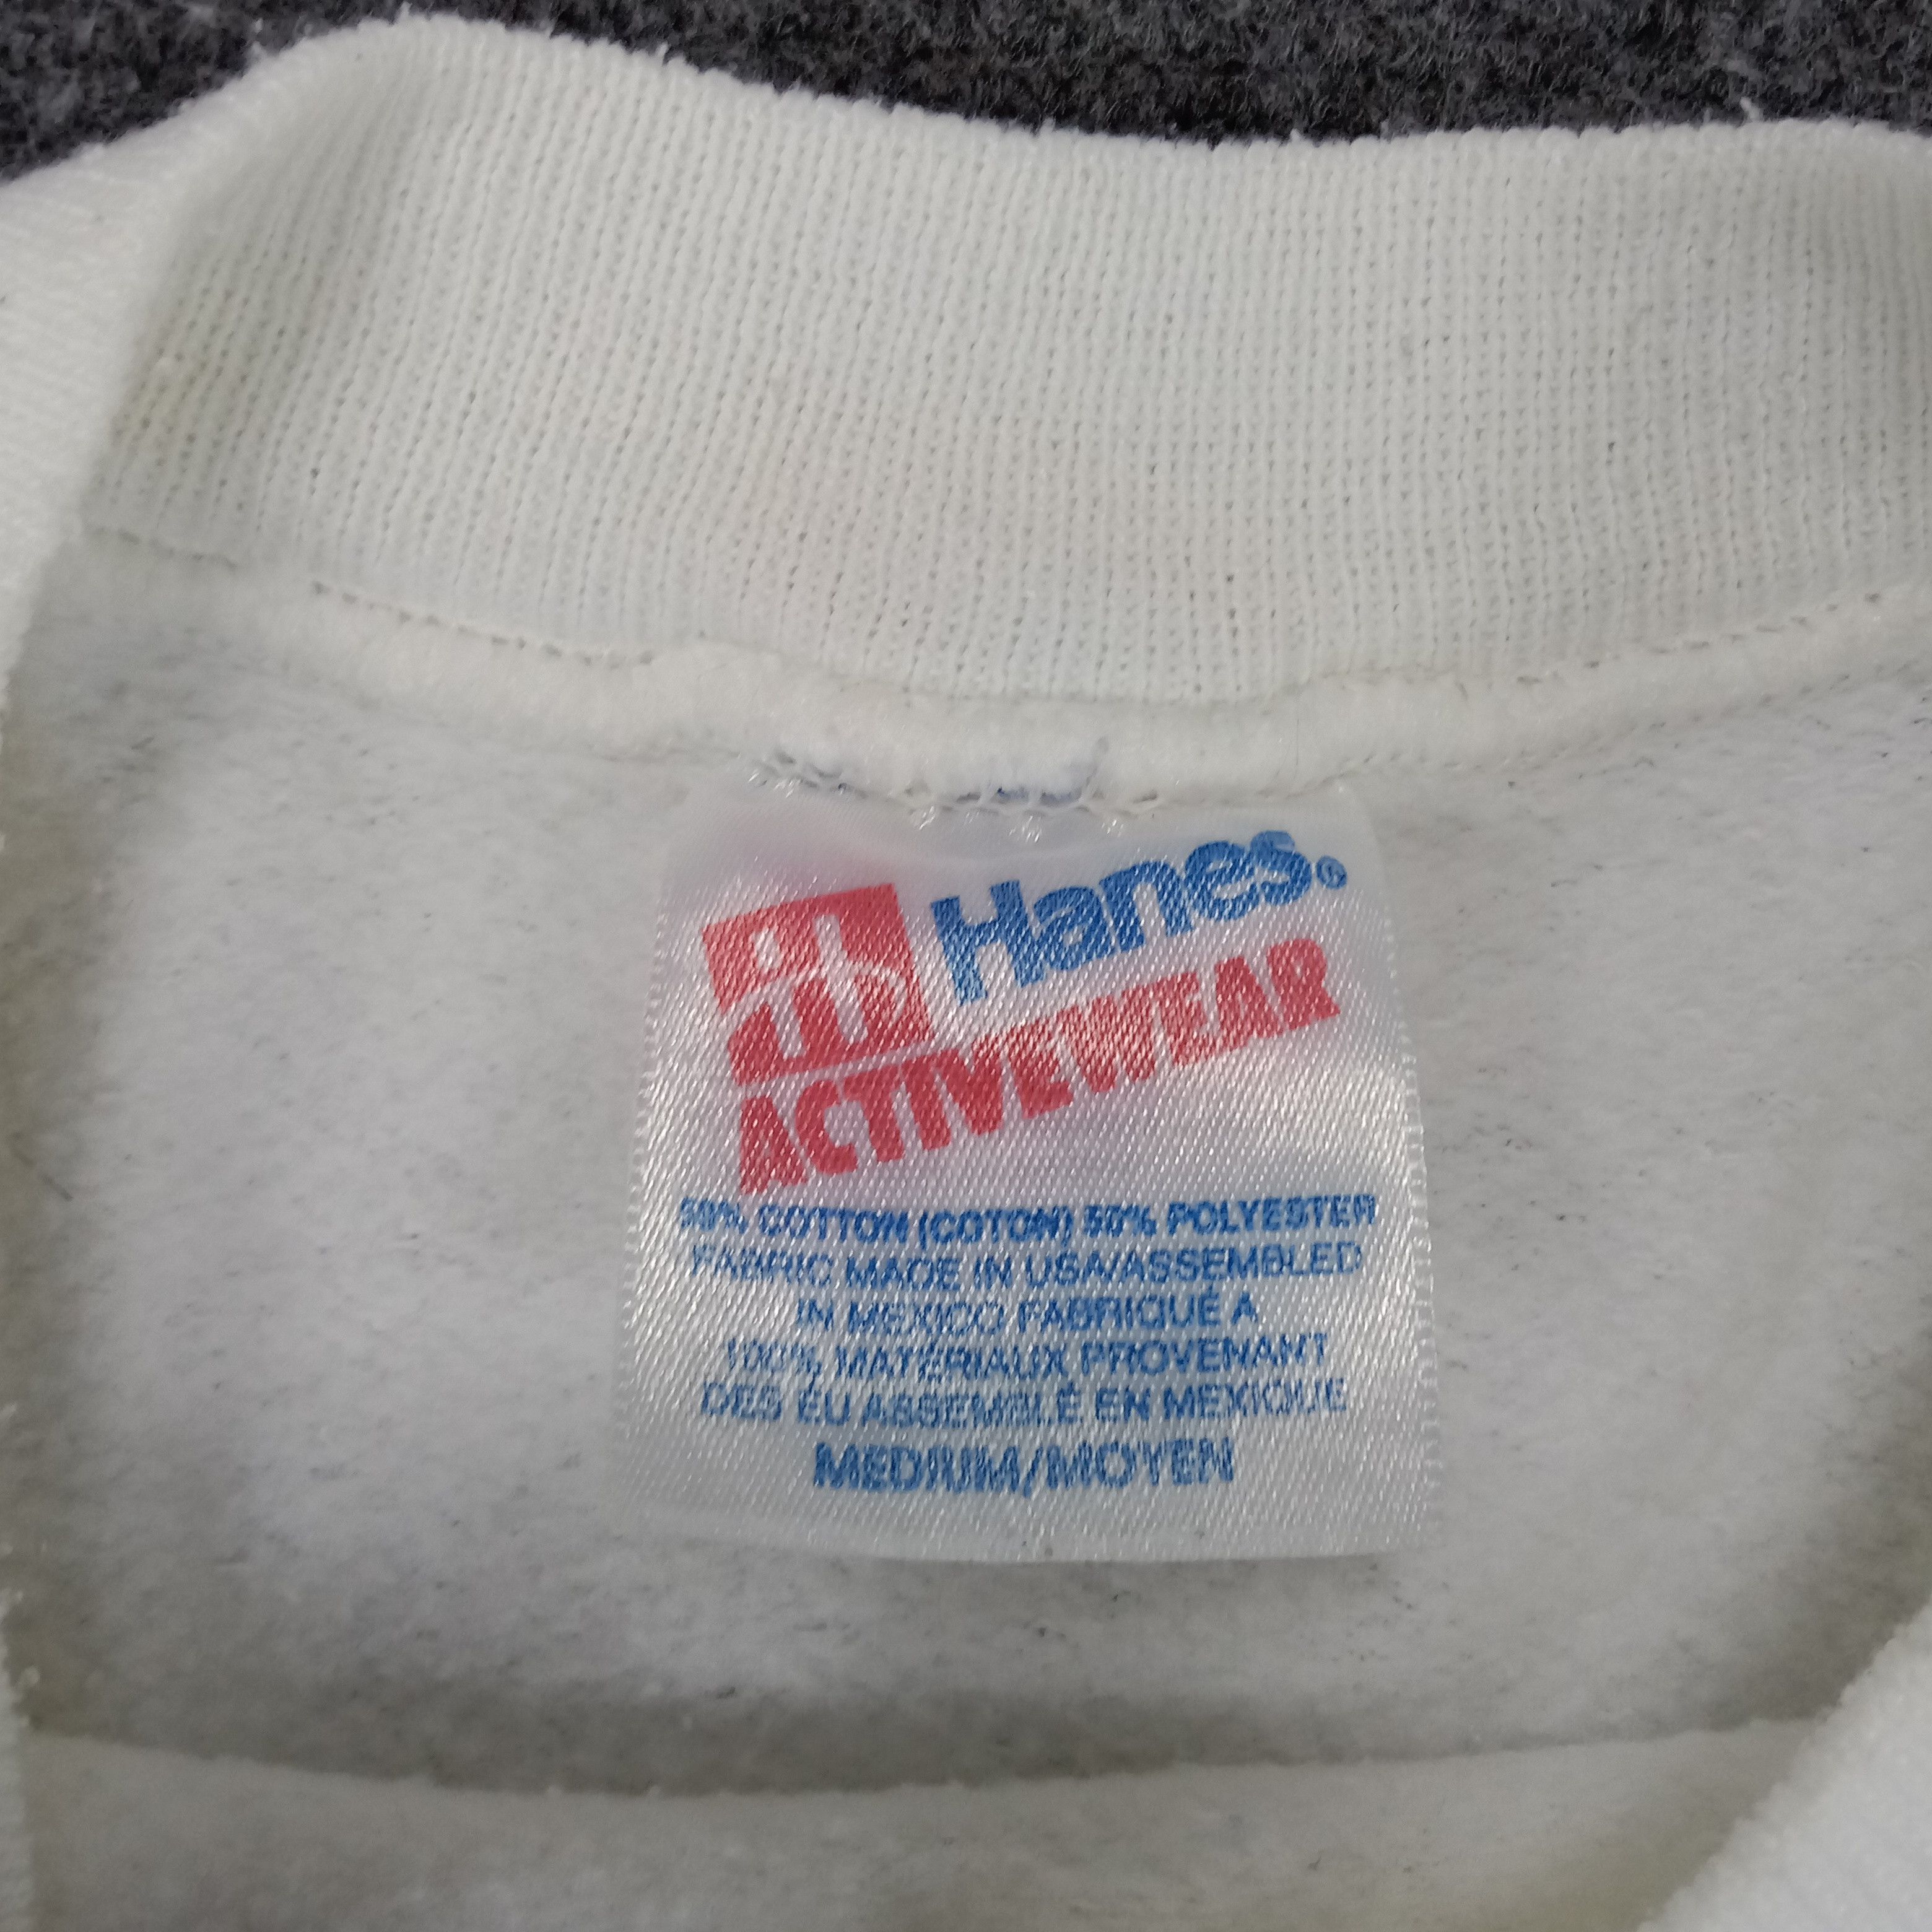 Hanes®
ACTIVEWEAR
50% COTTON (COTON) 50% POLYESTER
FABRIC MADE IN USA/ASSEMBLED
IN MEXICO FABRIQUÉ A
100% MATERIAUX PROVENANT
DES ÉU ASSEMBLÉ EN MEXIQUE
MEDIUM/MOYEN